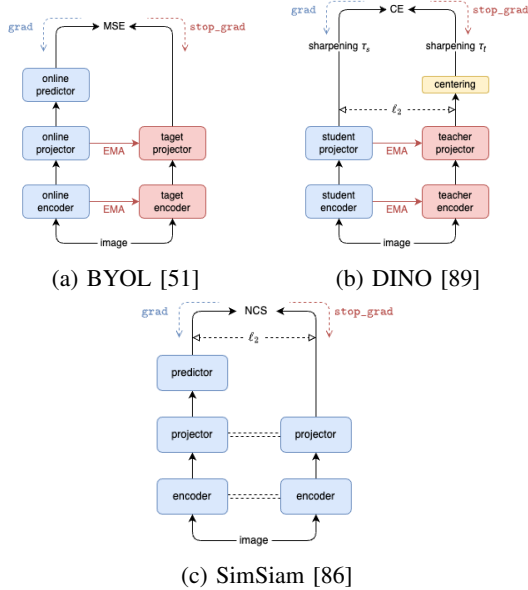 grad MSE stop_grad
online
predictor
online
projector
EMA
taget
projector
online
encoder
EMA
taget
encoder
image
(a) BYOL [51]
grad CE stop_grad
sharpening τs sharpening τt
centering
ℓ2
student
projector
EMA
teacher
projector
student
encoder
EMA
teacher
encoder
image
(b) DINO [89]
grad NCS stop_grad
ℓ2
predictor
projector projector
encoder encoder
image
(c) SimSiam [86]